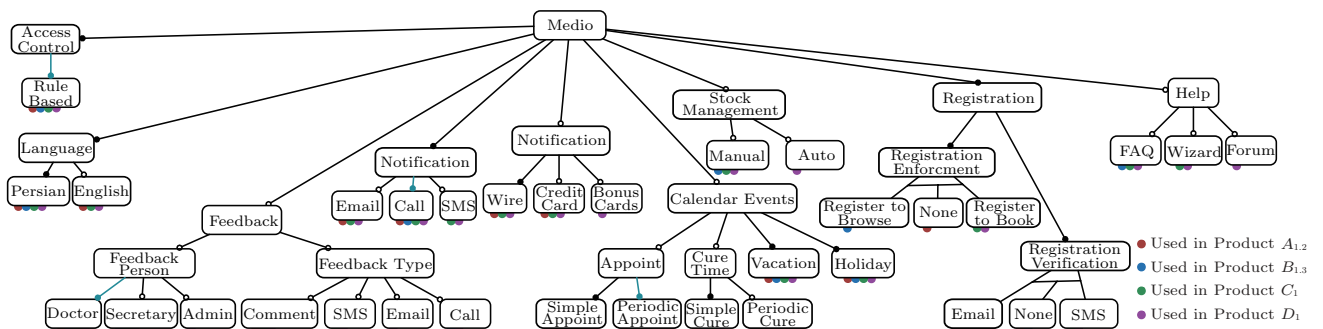 Medio
Access
Control
Rule
Based
Language
Persian
English
Feedback
Feedback
Person
Doctor
Secretary
Admin
Feedback Type
Comment
SMS
Email
Call
Notification
Email
Call
SMS
Notification
Wire
Credit
Card
Bonus
Cards
Stock
Management
Manual
Auto
Calendar Events
Appoint
Simple
Appoint
Periodic
Appoint
Cure
Time
Simple
Cure
Periodic
Cure
Vacation
Holiday
Registration
Registration
Enforcment
Register to
Browse
None
Register
to Book
Registration
Verification
Email
None
SMS
Help
FAQ
Wizard
Forum
Used in Product A1.2
Used in Product B1.3
Used in Product C1
Used in Product D1